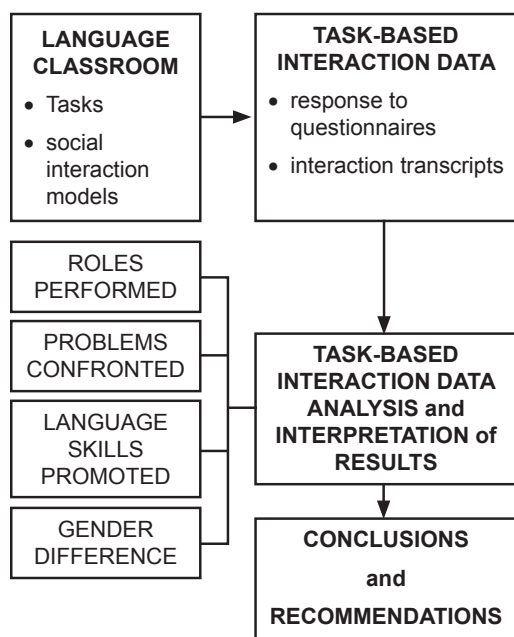 LANGUAGE
CLASSROOM
• Tasks
• social
interaction
models
TASK-BASED
INTERACTION DATA
• response to
questionnaires
• interaction transcripts
ROLES
PERFORMED
PROBLEMS
CONFRONTED
LANGUAGE
SKILLS
PROMOTED
GENDER
DIFFERENCE
TASK-BASED
INTERACTION DATA
ANALYSIS and
INTERPRETATION of
RESULTS
CONCLUSIONS
and
RECOMMENDATIONS